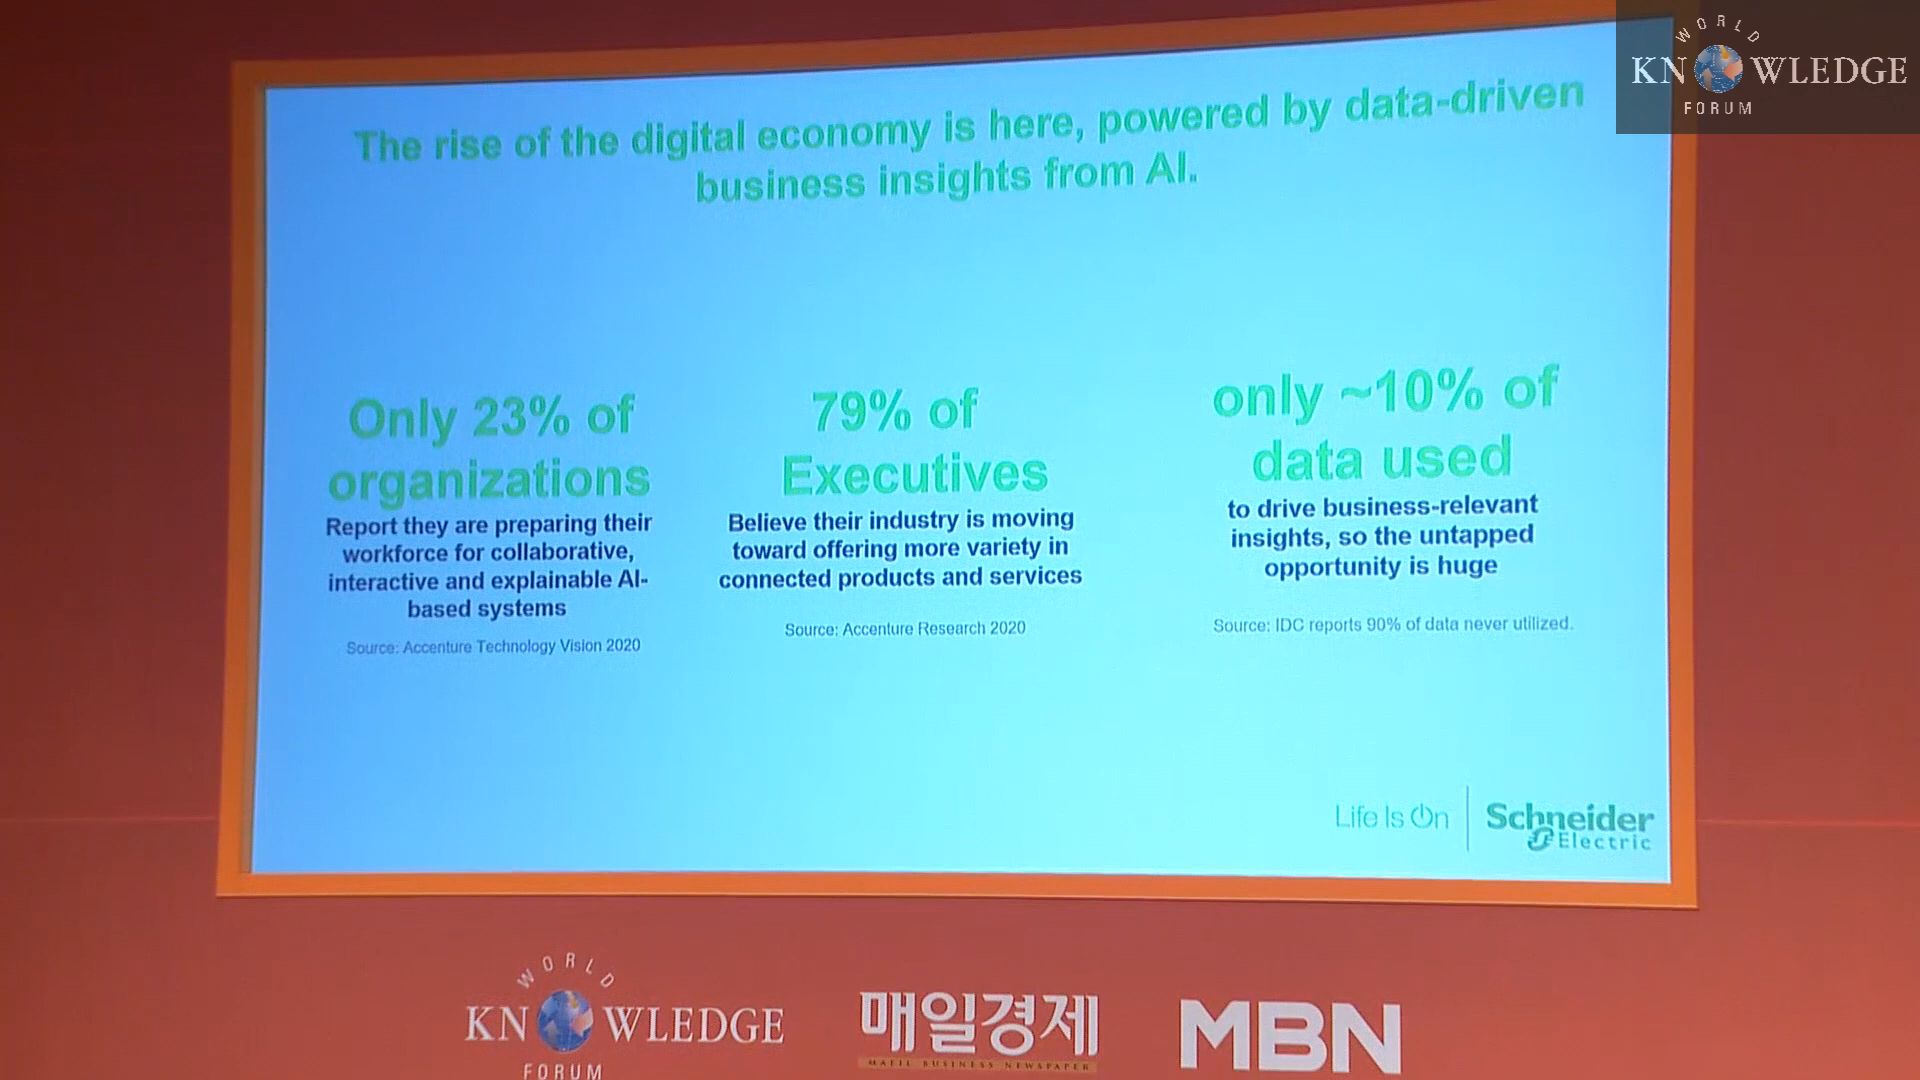 WORLD
KNOWLEDGE
FORUM
The rise of the digital economy is here, powered by data-driven
business insights from AI.
Only 23% of
organizations
Report they are preparing their
workforce for collaborative,
interactive and explainable AI-
based systems
Source: Accenture Technology Vision 2020
79% of
Executives
Believe their industry is moving
toward offering more variety in
connected products and services
Source: Accenture Research 2020
only ~10% of
data used
to drive business-relevant
insights, so the untapped
opportunity is huge
Source: IDC reports 90% of data never utilized.
Life Is On
Schneider
Electric
WORLD
KNOWLEDGE
FORUM
매일경제
MAEIL BUSINESS NEWSPAPER
MBN